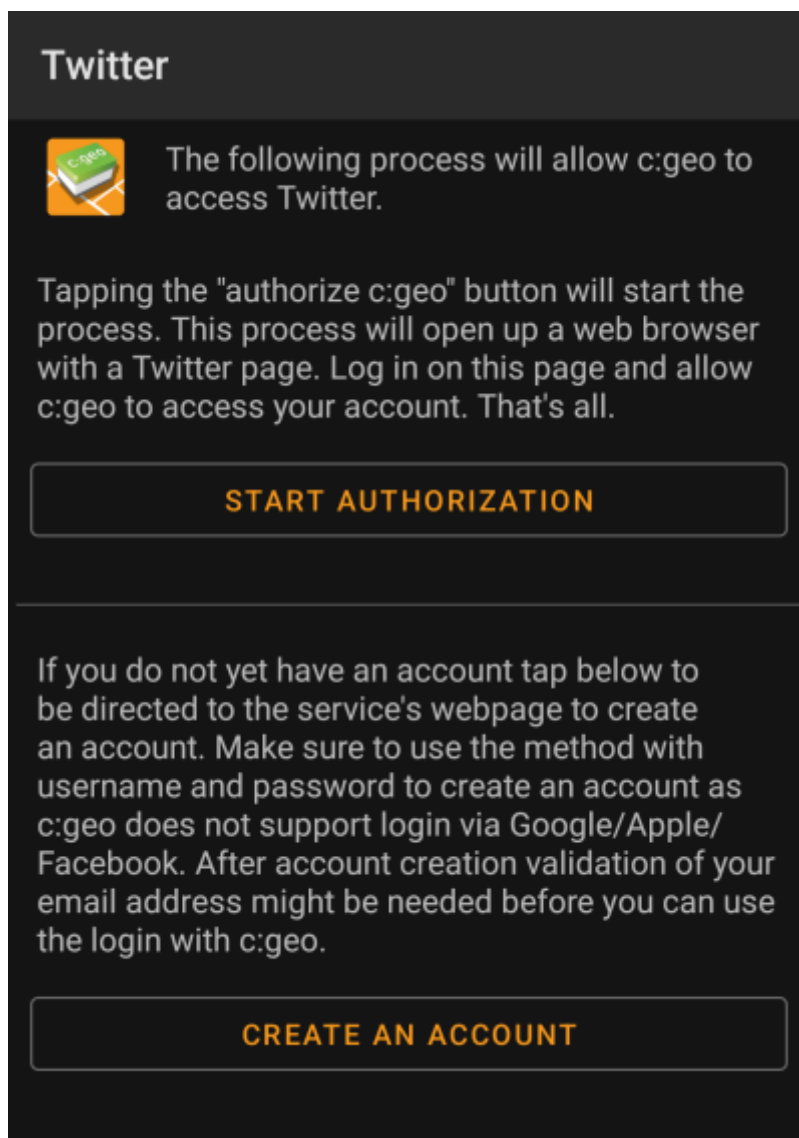 Twitter
c:geo
The following process will allow c:geo to
access Twitter.
Tapping the "authorize c:geo" button will start the
process. This process will open up a web browser
with a Twitter page. Log in on this page and allow
c:geo to access your account. That's all.
START AUTHORIZATION
If you do not yet have an account tap below to
be directed to the service's webpage to create
an account. Make sure to use the method with
username and password to create an account as
c:geo does not support login via Google/Apple/
Facebook. After account creation validation of your
email address might be needed before you can use
the login with c:geo.
CREATE AN ACCOUNT